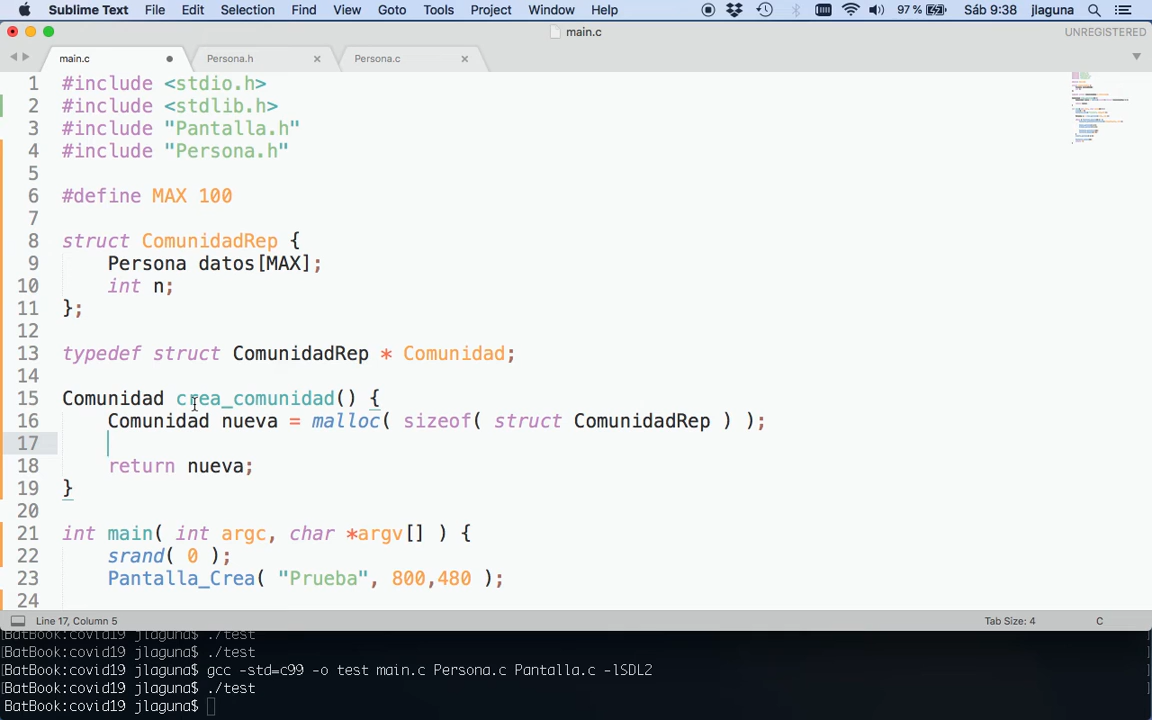 Sublime Text File Edit Selection Find View Goto Tools Project Window Help 97 % Sáb 9:38 jlaguna
main.c
UNREGISTERED
main.c Persona.h Persona.c
1 #include <stdio.h>
2 #include <stdlib.h>
3 #include "Pantalla.h"
4 #include "Persona.h"
5
6 #define MAX 100
7
8 struct ComunidadRep {
9 Persona datos[MAX];
10 int n;
11 };
12
13 typedef struct ComunidadRep * Comunidad;
14
15 Comunidad crea_comunidad() {
16 Comunidad nueva = malloc( sizeof( struct ComunidadRep ) );
17
18 return nueva;
19 }
20
21 int main( int argc, char *argv[] ) {
22 srand( 0 );
23 Pantalla_Crea( "Prueba", 800,480 );
24
Line 17, Column 5 Tab Size: 4 C
[BatBook:covid19 jlaguna$ ./test
[BatBook:covid19 jlaguna$ ./test ]
[BatBook:covid19 jlaguna$ gcc -std=c99 -o test main.c Persona.c Pantalla.c -lSDL2 ]
[BatBook:covid19 jlaguna$ ./test ]
BatBook:covid19 jlaguna$